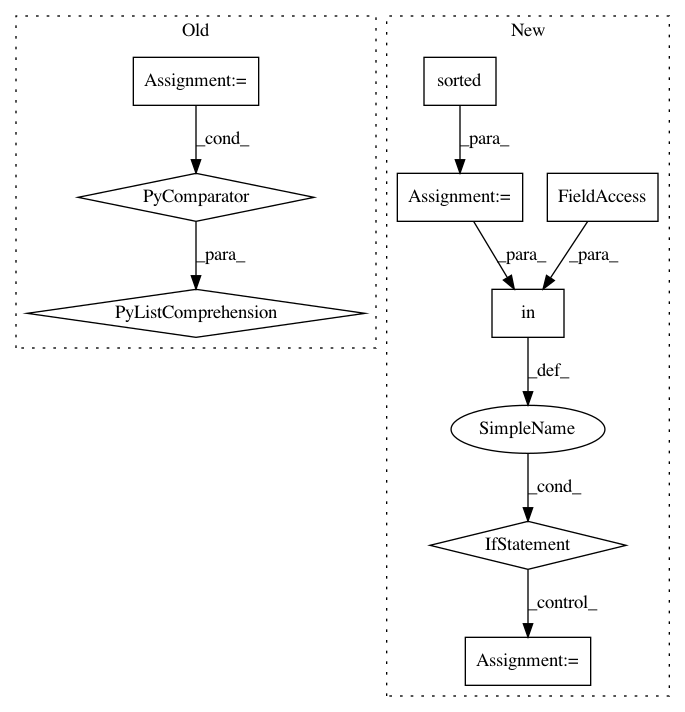 Old
Assignment:=
_cond_
PyComparator
_para_
PyListComprehension
New
sorted
_para_
Assignment:=
FieldAccess
_para_
_para_
in
_def_
SimpleName
_cond_
IfStatement
_control_
Assignment:=